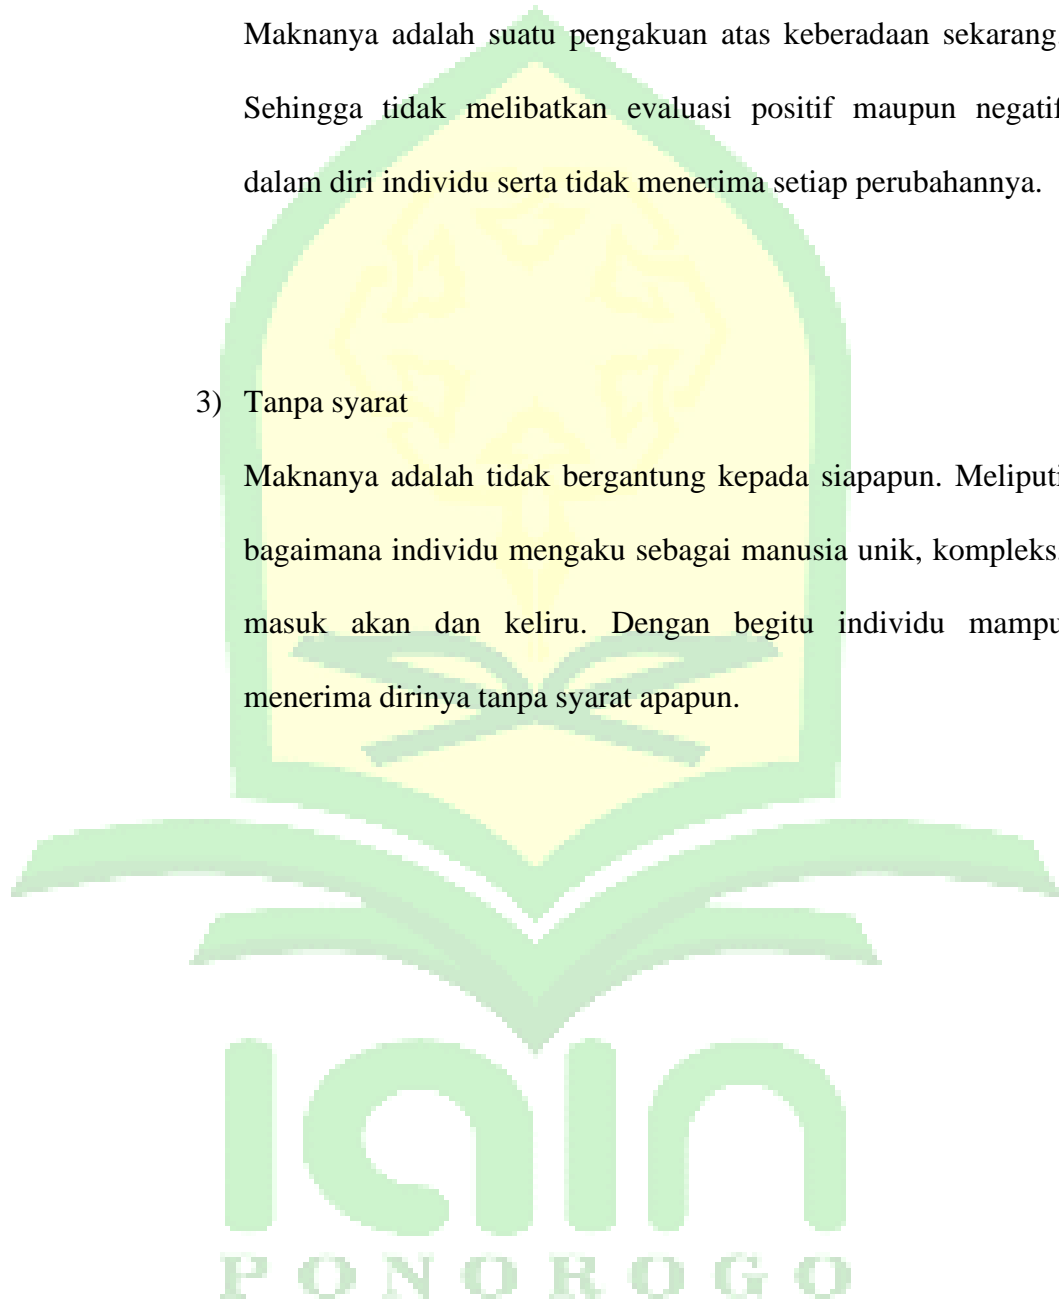 Maknanya adalah suatu pengakuan atas keberadaan sekarang.
Sehingga tidak melibatkan evaluasi positif maupun negatif
dalam diri individu serta tidak menerima setiap perubahannya.
3) Tanpa syarat
Maknanya adalah tidak bergantung kepada siapapun. Meliputi
bagaimana individu mengaku sebagai manusia unik, kompleks,
masuk akan dan keliru. Dengan begitu individu mampu
menerima dirinya tanpa syarat apapun.
iain
PONOROGO